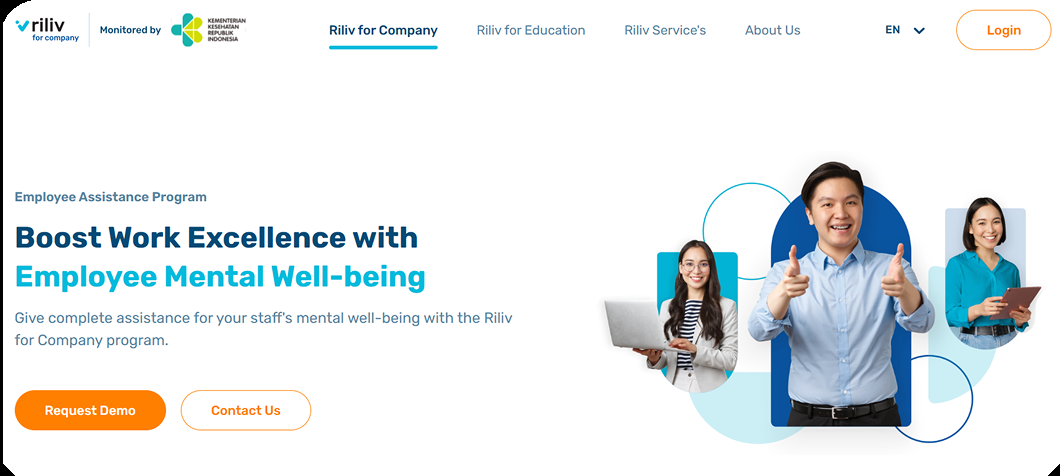 riliv
for company
Monitored by
KEMENTERIAN
KESEHATAN
REPUBLIK
INDONESIA
Riliv for Company
Riliv for Education
Riliv Service's
About Us
EN
Login
Employee Assistance Program
Boost Work Excellence with
Employee Mental Well-being
Give complete assistance for your staff's mental well-being with the Riliv
for Company program.
Request Demo
Contact Us